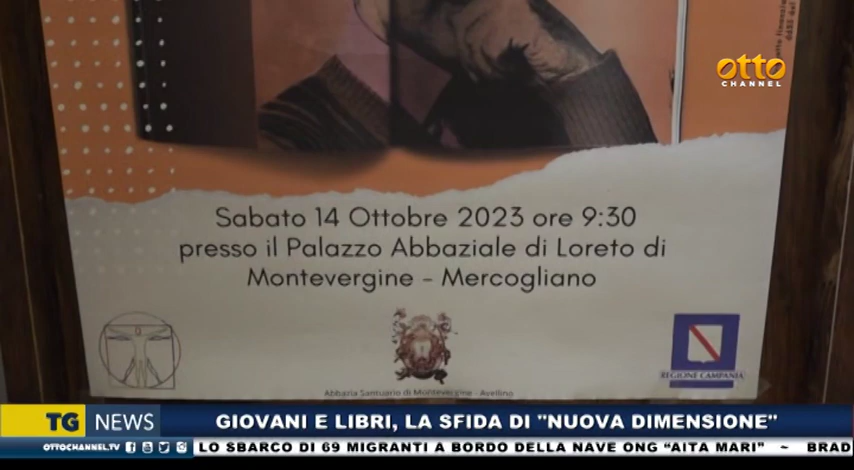 otto
CHANNEL
Sabato 14 Ottobre 2023 ore 9:30
presso il Palazzo Abbaziale di Loreto di
Montevergine - Mercogliano
REGIONE CAMPANIA
Abbazia Santuario di Montevergine - Avellino
TG NEWS
GIOVANI E LIBRI, LA SFIDA DI "NUOVA DIMENSIONE"
OTTOCHANNEL.TV
LO SBARCO DI 69 MIGRANTI A BORDO DELLA NAVE ONG "AITA MARI" ~ BRAD